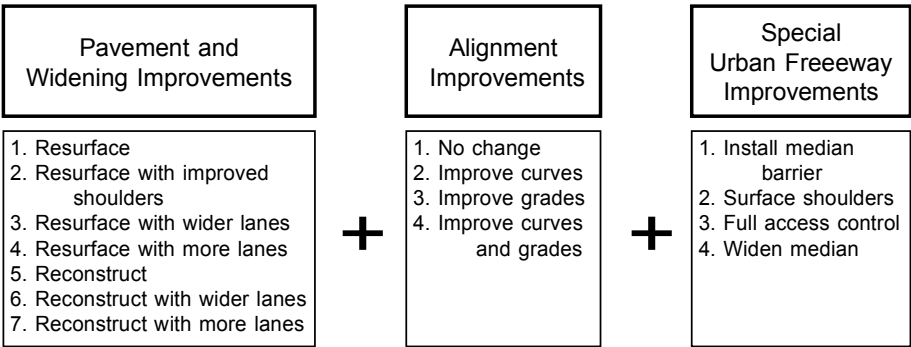 Pavement and
Widening Improvements
1. Resurface
2. Resurface with improved
shoulders
3. Resurface with wider lanes
4. Resurface with more lanes
5. Reconstruct
6. Reconstruct with wider lanes
7. Reconstruct with more lanes
+
Alignment
Improvements
1. No change
2. Improve curves
3. Improve grades
4. Improve curves
and grades
+
Special
Urban Freeeway
Improvements
1. Install median
barrier
2. Surface shoulders
3. Full access control
4. Widen median